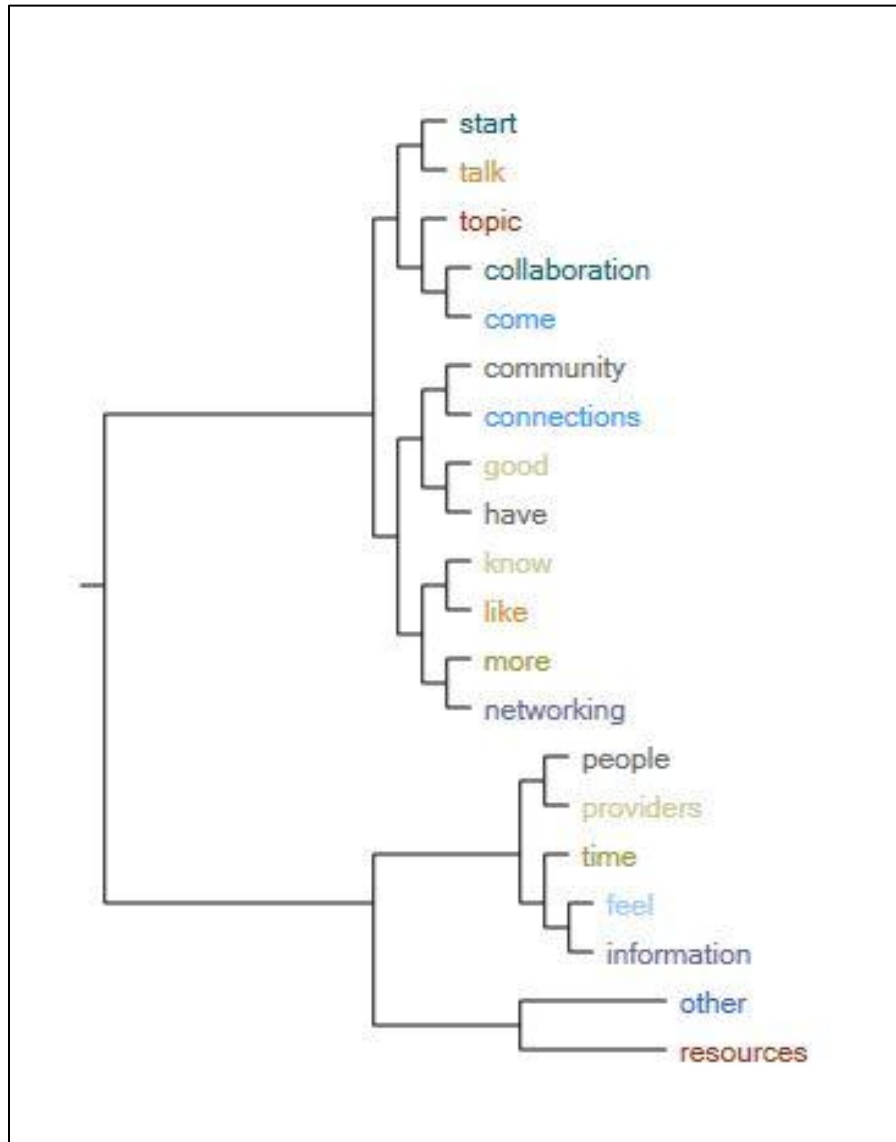 start
talk
topic
collaboration
come
community
connections
good
have
know
like
more
networking
people
providers
time
feel
information
other
resources